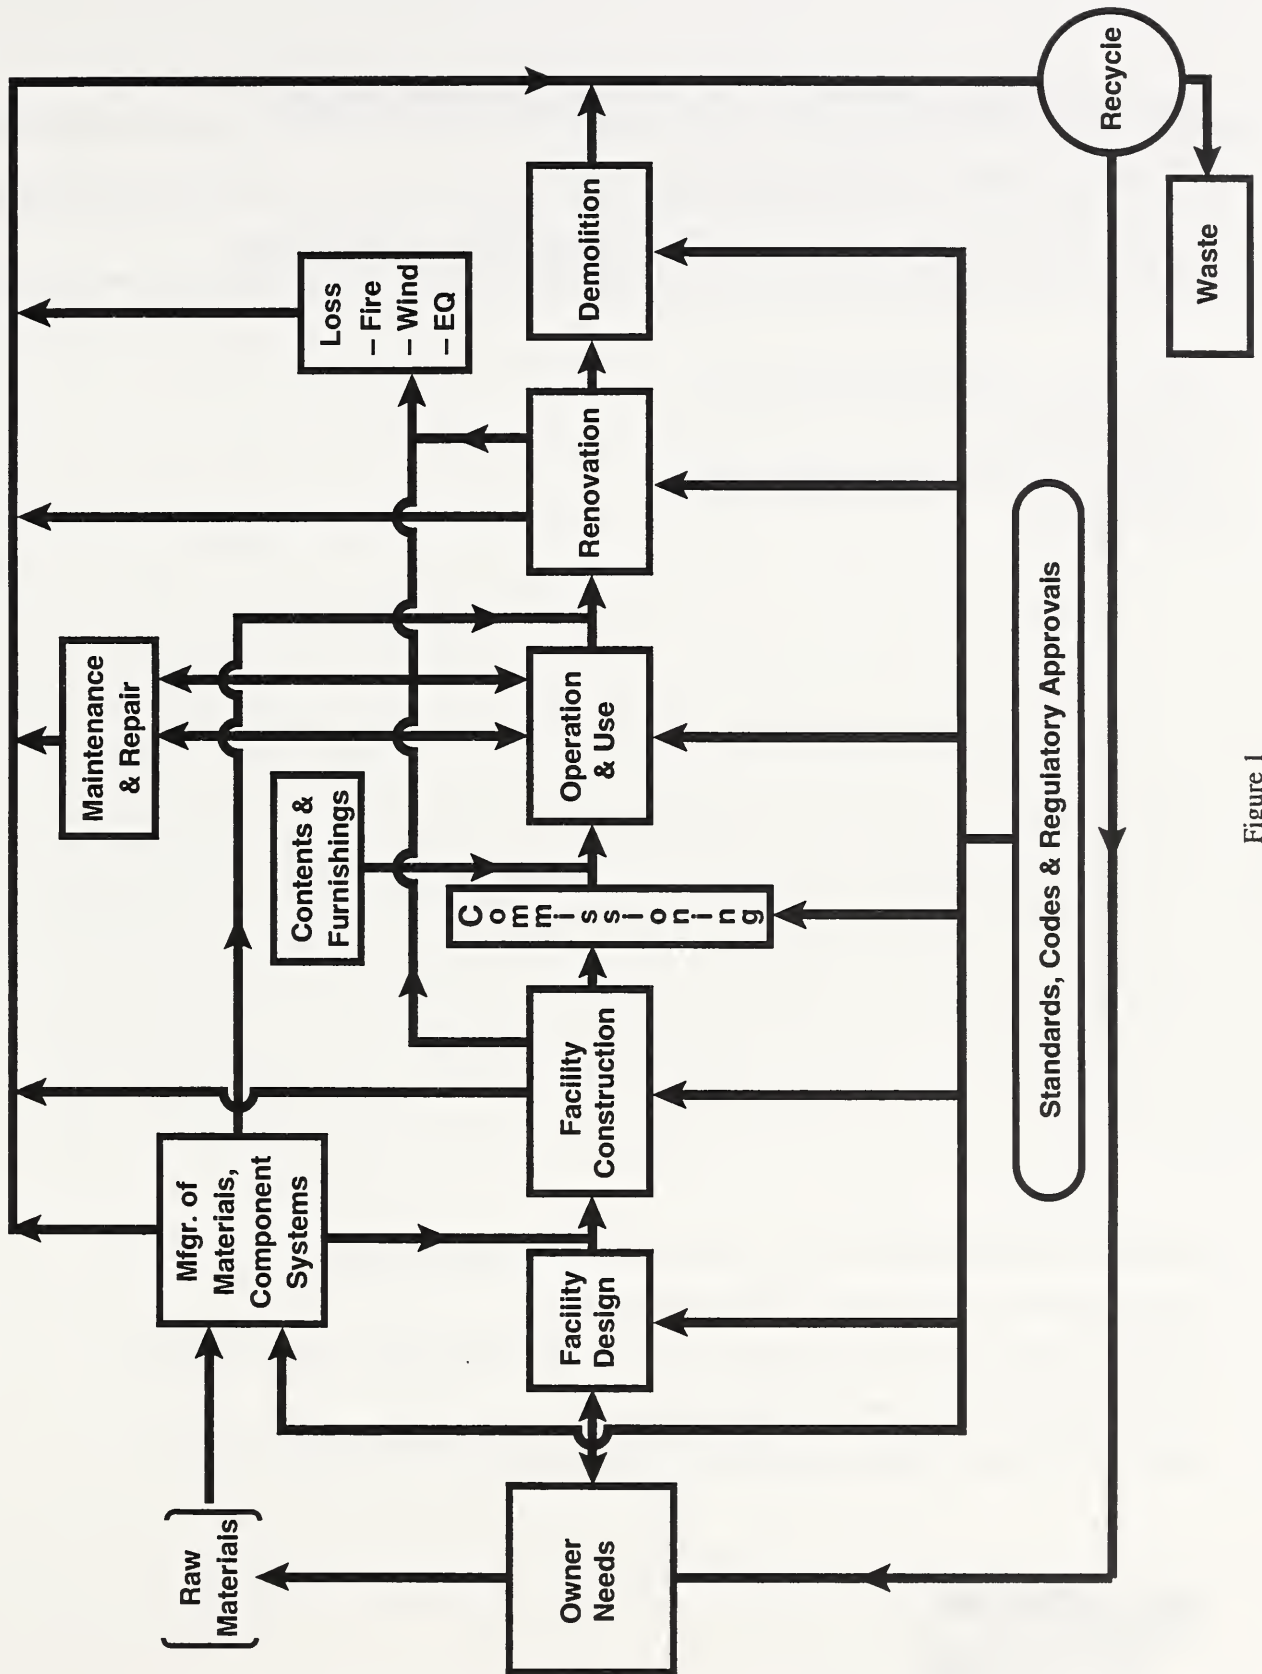 Raw
Materials
Owner
Needs
Mfgr. of
Materials,
Component
Systems
Facility
Design
Facility
Construction
Commissioning
Contents &
Furnishings
Maintenance
& Repair
Operation
& Use
Renovation
Loss
– Fire
– Wind
– EQ
Demolition
Standards, Codes & Regulatory Approvals
Recycle
Waste
Figure 1